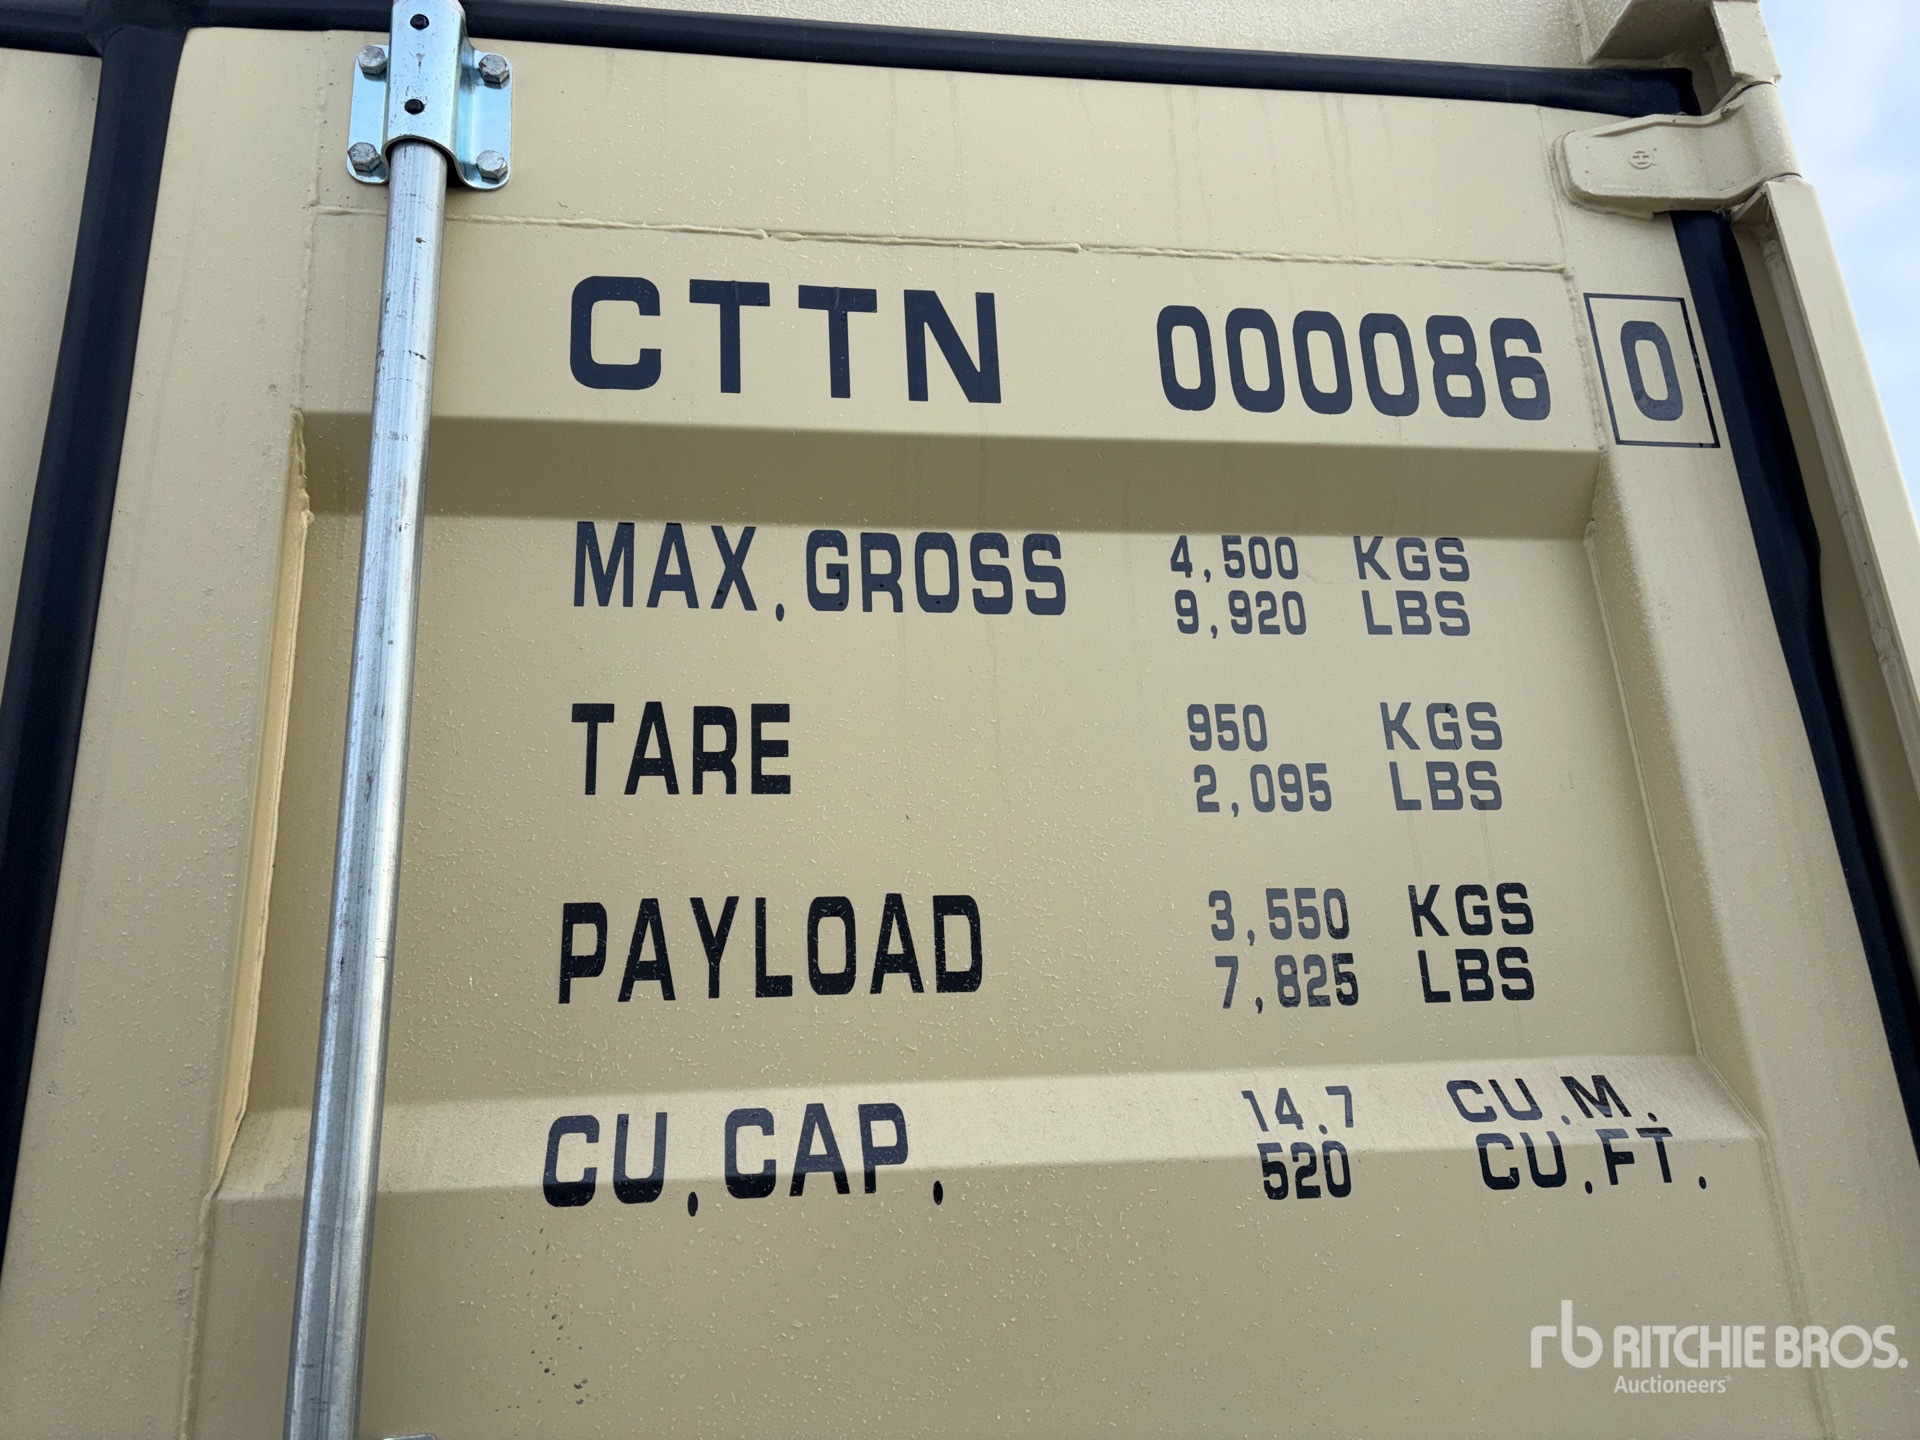 CTTN 000086 0
MAX.GROSS 4,500 KGS
9,920 LBS
TARE 950 KGS
2,095 LBS
PAYLOAD 3,550 KGS
7,825 LBS
CU.CAP. 14.7 CU.M.
520 CU.FT.
rb RITCHIE BROS.
Auctioneers